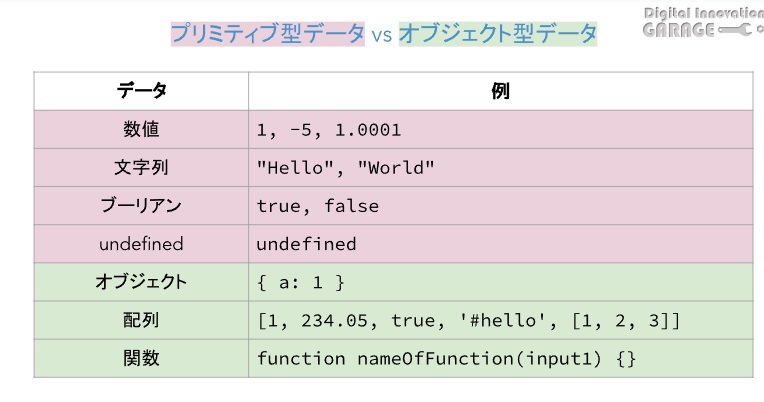 Digital Innovation
GARAGE
プリミティブ型データ vs オブジェクト型データ
データ 例
数値 1, -5, 1.0001
文字列 "Hello", "World"
ブーリアン true, false
undefined undefined
オブジェクト { a: 1 }
配列 [1, 234.05, true, '#hello', [1, 2, 3]]
関数 function nameOfFunction(input1) {}